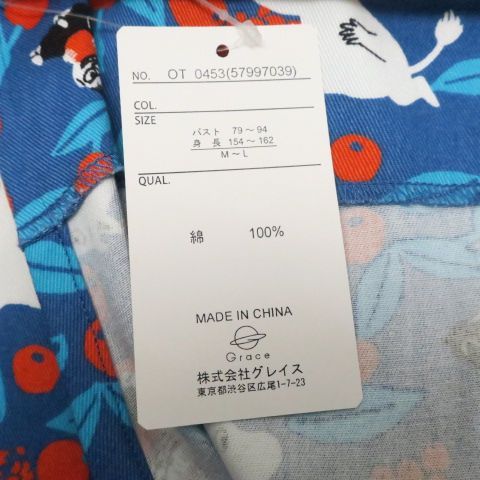 NO. OT 0453(57997039)
COL.
SIZE
バスト 79～94
身 長 154～162
M～L
QUAL.
綿 100%
MADE IN CHINA
Grace
株式会社グレイス
東京都渋谷区広尾1-7-23